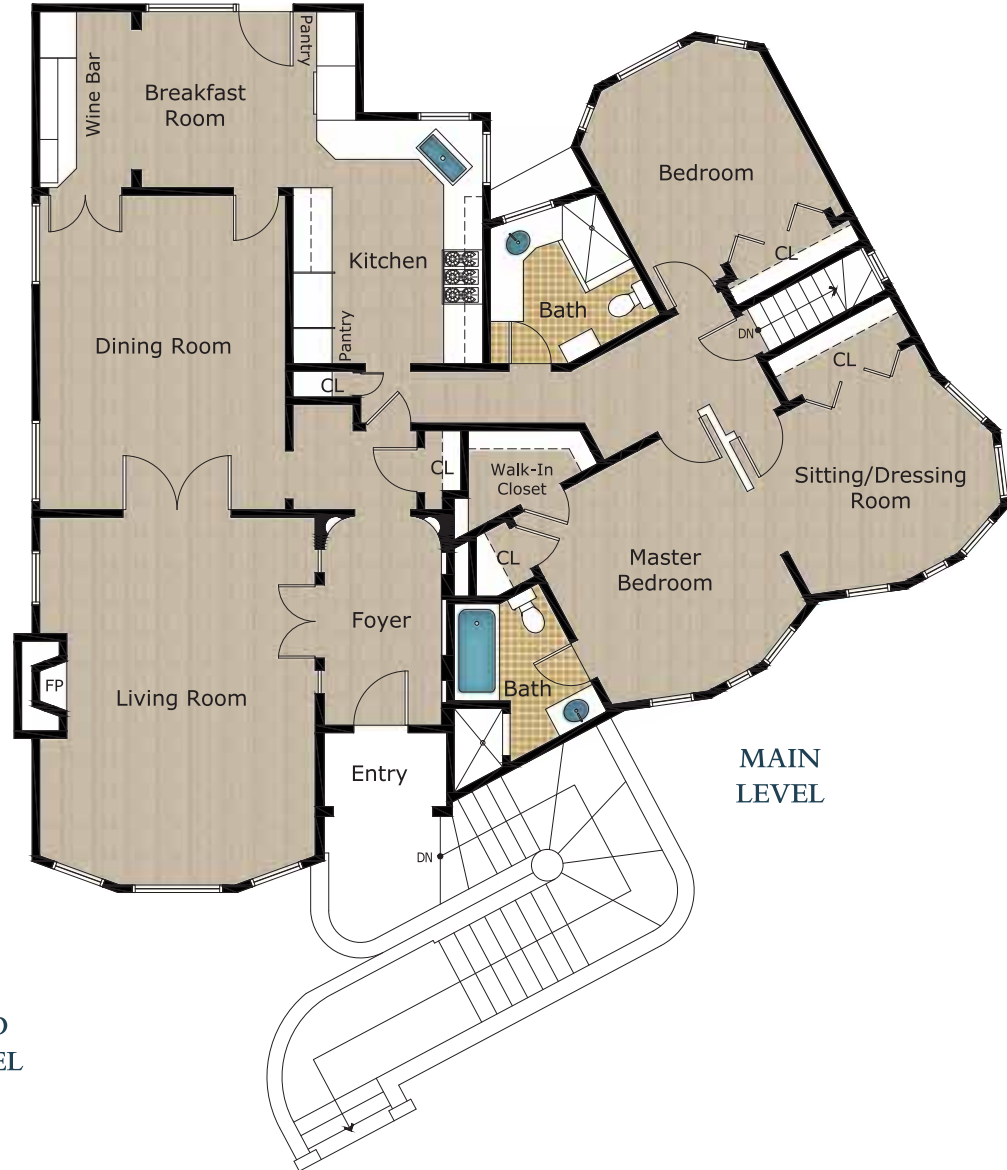 Pantry
Wine Bar
Breakfast
Room
Bedroom
CL
Kitchen
Bath
DN
Dining Room
Pantry
CL
CL
CL
Walk-In
Closet
Sitting/Dressing
Room
CL
Master
Bedroom
Foyer
FP
Living Room
Bath
Entry
MAIN
LEVEL
DN